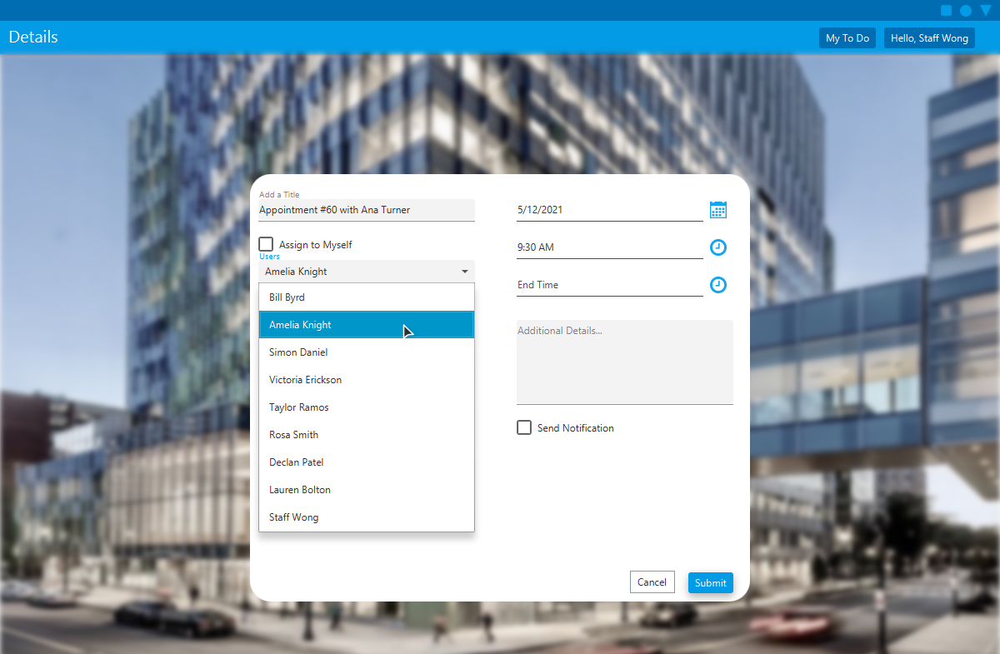 Details
My To Do
Hello, Staff Wong
Add a Title
Appointment #60 with Ana Turner
Assign to Myself
Users
Amelia Knight
Bill Byrd
Amelia Knight
Simon Daniel
Victoria Erickson
Taylor Ramos
Rosa Smith
Declan Patel
Lauren Bolton
Staff Wong
5/12/2021
9:30 AM
End Time
Additional Details...
Send Notification
Cancel
Submit